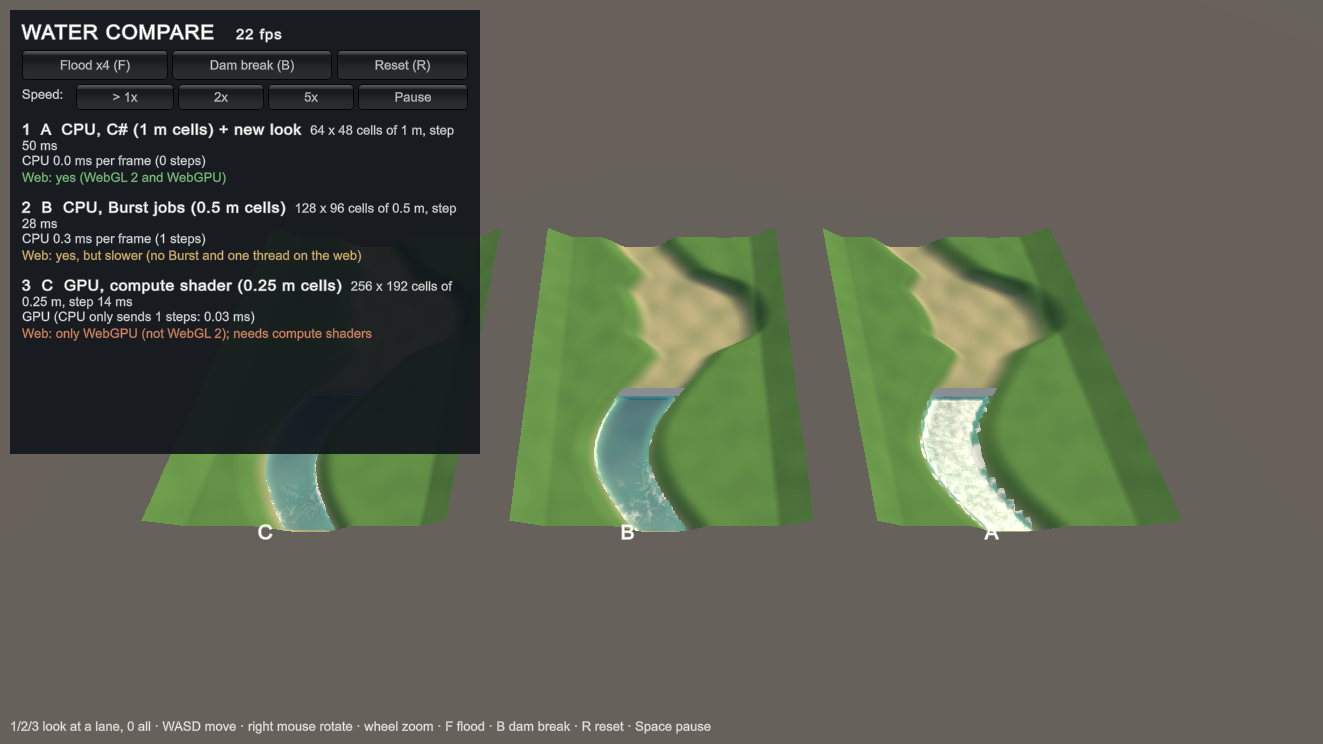 WATER COMPARE 22 fps
Flood x4 (F) Dam break (B) Reset (R)
Speed: > 1x 2x 5x Pause
1 A CPU, C# (1 m cells) + new look 64 x 48 cells of 1 m, step
50 ms
CPU 0.0 ms per frame (0 steps)
Web: yes (WebGL 2 and WebGPU)
2 B CPU, Burst jobs (0.5 m cells) 128 x 96 cells of 0.5 m, step
28 ms
CPU 0.3 ms per frame (1 steps)
Web: yes, but slower (no Burst and one thread on the web)
3 C GPU, compute shader (0.25 m cells) 256 x 192 cells of
0.25 m, step 14 ms
GPU (CPU only sends 1 steps: 0.03 ms)
Web: only WebGPU (not WebGL 2); needs compute shaders
C B A
1/2/3 look at a lane, 0 all · WASD move · right mouse rotate · wheel zoom · F flood · B dam break · R reset · Space pause